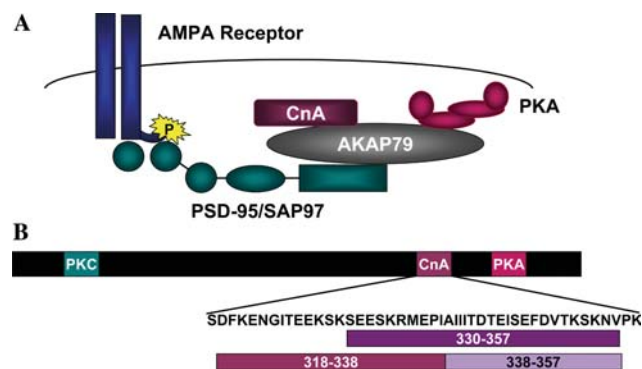 A
AMPA Receptor
P
CnA
PKA
AKAP79
PSD-95/SAP97
B
PKC CnA PKA
SDFKENGITEEKSKSEESKRMEPIAIIITDTEISEFDVTKSKNVPK
330-357
318-338 338-357